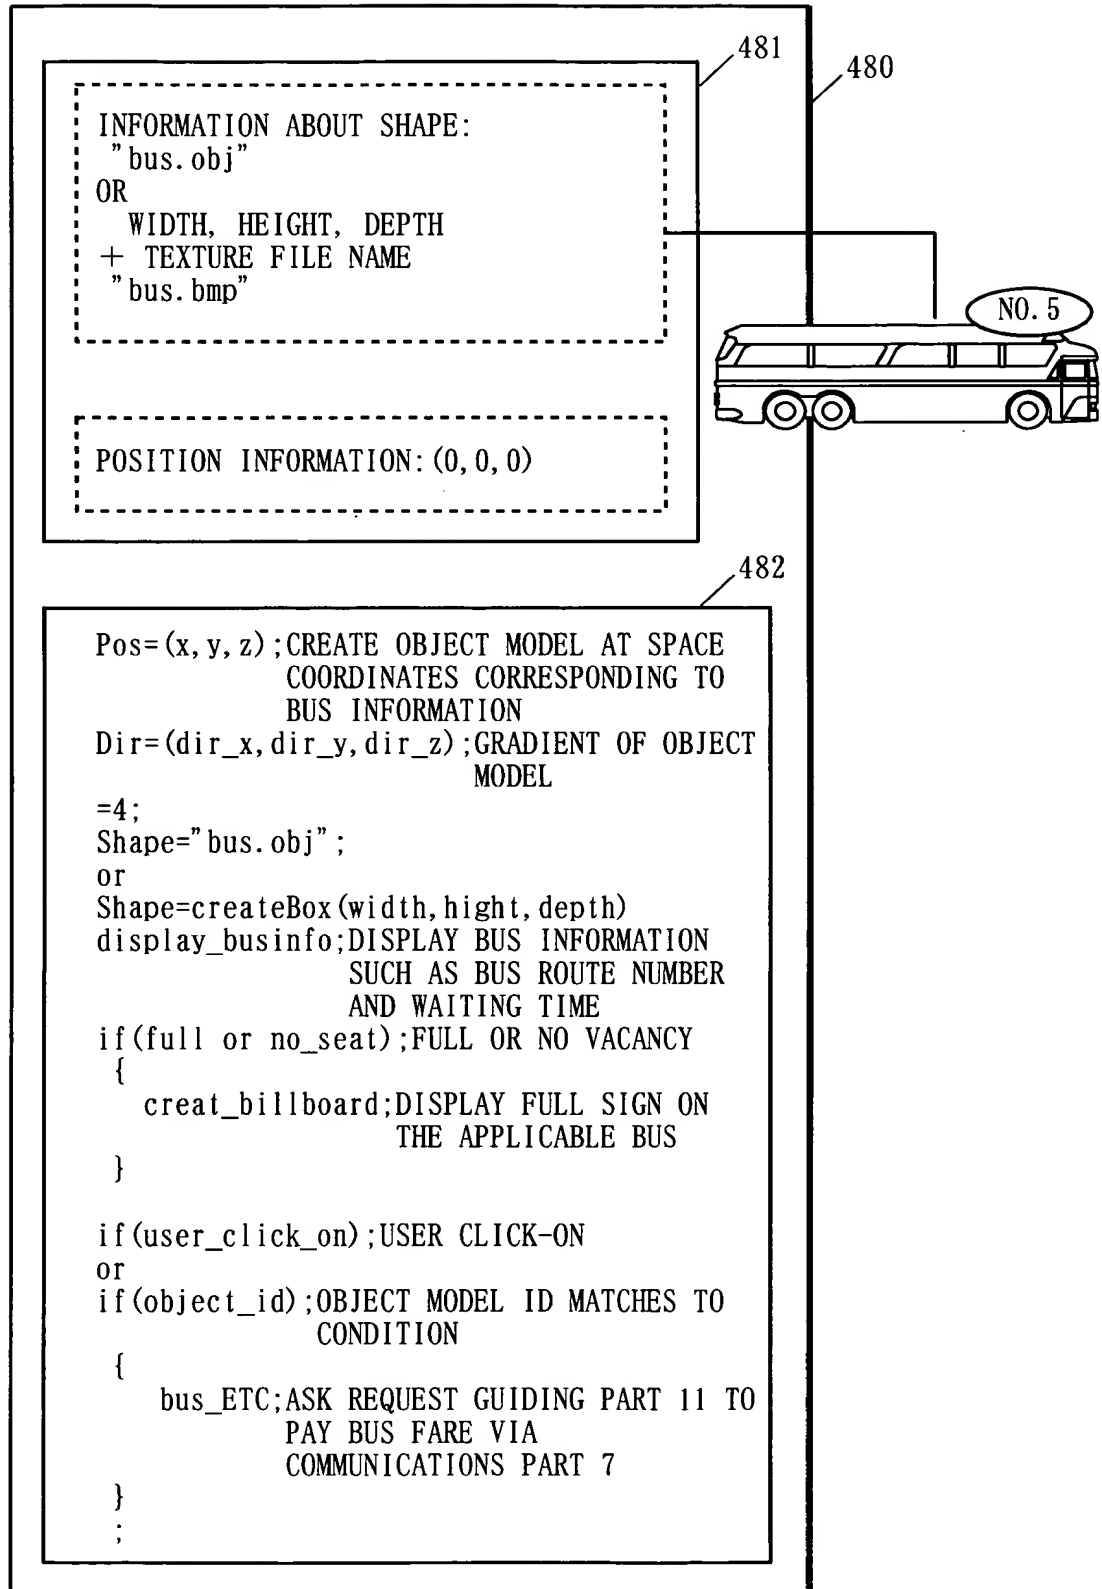 481
480
INFORMATION ABOUT SHAPE:
"bus.obj"
OR
WIDTH, HEIGHT, DEPTH
+ TEXTURE FILE NAME
"bus.bmp"
NO. 5
POSITION INFORMATION:(0,0,0)
482
Pos=(x,y,z);CREATE OBJECT MODEL AT SPACE
COORDINATES CORRESPONDING TO
BUS INFORMATION
Dir=(dir_x,dir_y,dir_z);GRADIENT OF OBJECT
MODEL
=4;
Shape="bus.obj";
or
Shape=createBox(width,hight,depth)
display_businfo;DISPLAY BUS INFORMATION
SUCH AS BUS ROUTE NUMBER
AND WAITING TIME
if(full or no_seat);FULL OR NO VACANCY
{
creat_billboard;DISPLAY FULL SIGN ON
THE APPLICABLE BUS
}
if(user_click_on);USER CLICK-ON
or
if(object_id);OBJECT MODEL ID MATCHES TO
CONDITION
{
bus_ETC;ASK REQUEST GUIDING PART 11 TO
PAY BUS FARE VIA
COMMUNICATIONS PART 7
}
;